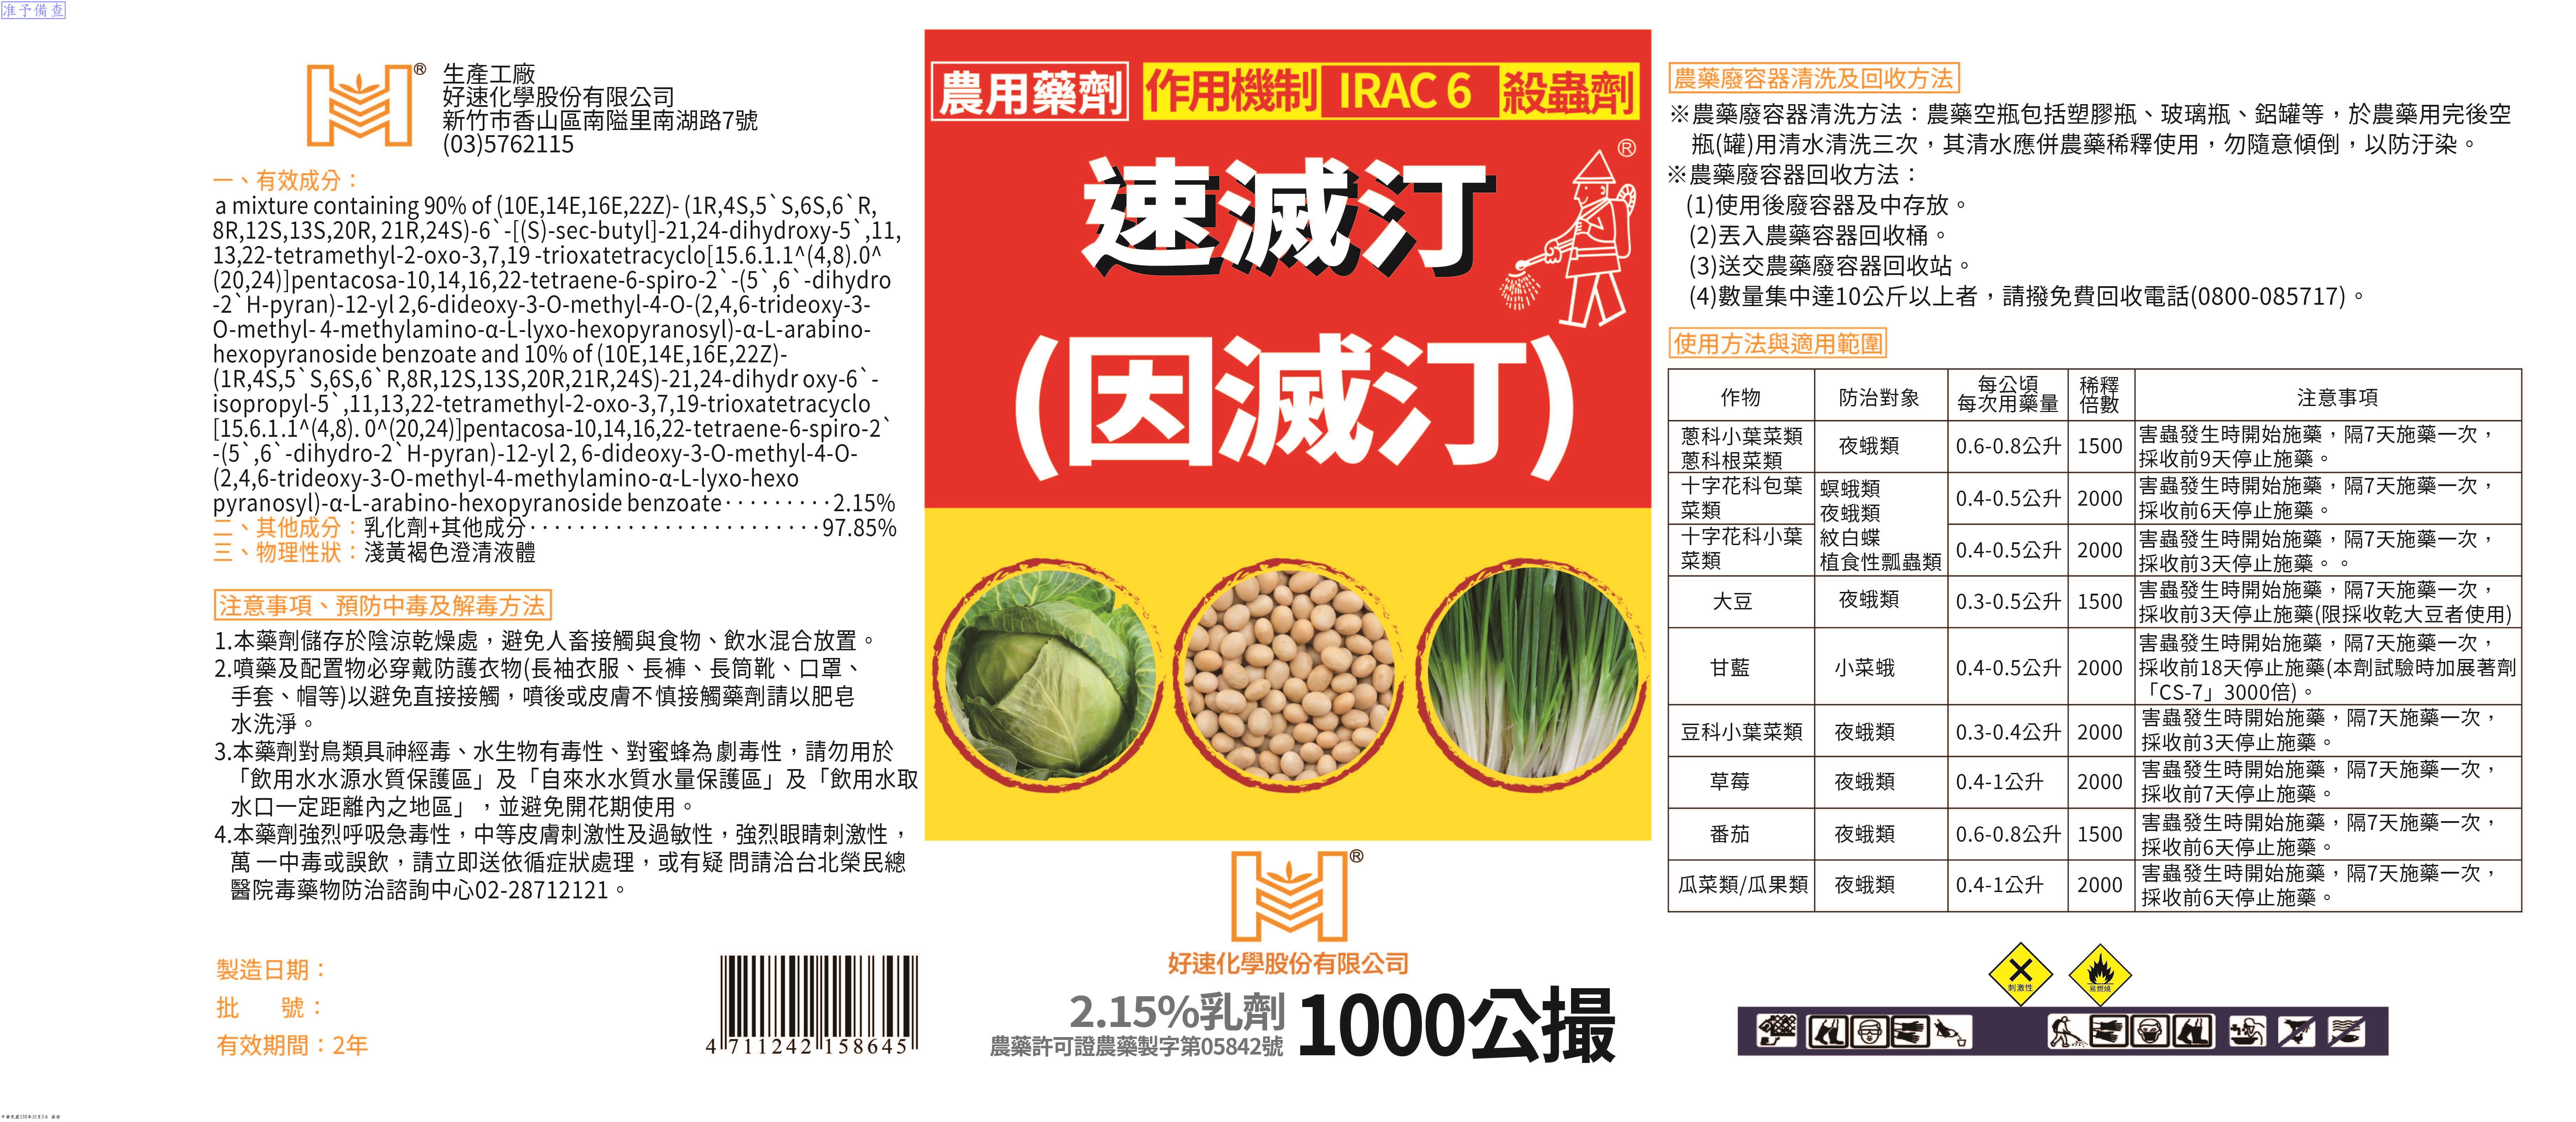 准予備查
®
生產工廠
好速化學股份有限公司
新竹市香山區南隘里南湖路7號
(03)5762115
一、有效成分：
a mixture containing 90% of (10E,14E,16E,22Z)- (1R,4S,5`S,6S,6`R,
8R,12S,13S,20R, 21R,24S)-6`-[(S)-sec-butyl]-21,24-dihydroxy-5`,11,
13,22-tetramethyl-2-oxo-3,7,19 -trioxatetracyclo[15.6.1.1^(4,8).0^
(20,24)]pentacosa-10,14,16,22-tetraene-6-spiro-2`-(5`,6`-dihydro
-2`H-pyran)-12-yl 2,6-dideoxy-3-O-methyl-4-O-(2,4,6-trideoxy-3-
O-methyl- 4-methylamino-α-L-lyxo-hexopyranosyl)-α-L-arabino-
hexopyranoside benzoate and 10% of (10E,14E,16E,22Z)-
(1R,4S,5`S,6S,6`R,8R,12S,13S,20R,21R,24S)-21,24-dihydr oxy-6`-
isopropyl-5`,11,13,22-tetramethyl-2-oxo-3,7,19-trioxatetracyclo
[15.6.1.1^(4,8). 0^(20,24)]pentacosa-10,14,16,22-tetraene-6-spiro-2`
-(5`,6`-dihydro-2`H-pyran)-12-yl 2, 6-dideoxy-3-O-methyl-4-O-
(2,4,6-trideoxy-3-O-methyl-4-methylamino-α-L-lyxo-hexo
pyranosyl)-α-L-arabino-hexopyranoside benzoate·········2.15%
二、其他成分：乳化劑+其他成分························97.85%
三、物理性狀：淺黃褐色澄清液體
注意事項、預防中毒及解毒方法
1.本藥劑儲存於陰涼乾燥處，避免人畜接觸與食物、飲水混合放置。
2.噴藥及配置物必穿戴防護衣物(長袖衣服、長褲、長筒靴、口罩、
手套、帽等)以避免直接接觸，噴後或皮膚不慎接觸藥劑請以肥皂
水洗淨。
3.本藥劑對鳥類具神經毒、水生物有毒性、對蜜蜂為劇毒性，請勿用於
「飲用水水源水質保護區」及「自來水水質水量保護區」及「飲用水取
水口一定距離內之地區」，並避免開花期使用。
4.本藥劑強烈呼吸急毒性，中等皮膚刺激性及過敏性，強烈眼睛刺激性，
萬 一中毒或誤飲，請立即送依循症狀處理，或有疑 問請洽台北榮民總
醫院毒藥物防治諮詢中心02-28712121。
製造日期：
批 號：
有效期間：2年
4 711242 158645
農用藥劑 作用機制 IRAC 6 殺蟲劑
速滅汀
®
(因滅汀)
®
好速化學股份有限公司
2.15%乳劑
農藥許可證農藥製字第05842號
1000公撮
農藥廢容器清洗及回收方法
※農藥廢容器清洗方法：農藥空瓶包括塑膠瓶、玻璃瓶、鋁罐等，於農藥用完後空
瓶(罐)用清水清洗三次，其清水應併農藥稀釋使用，勿隨意傾倒，以防汙染。
※農藥廢容器回收方法：
(1)使用後廢容器及中存放。
(2)丟入農藥容器回收桶。
(3)送交農藥廢容器回收站。
(4)數量集中達10公斤以上者，請撥免費回收電話(0800-085717)。
使用方法與適用範圍
作物 防治對象 每公頃每次用藥量 稀釋倍數 注意事項
蔥科小葉菜類
蔥科根菜類 夜蛾類 0.6-0.8公升 1500 害蟲發生時開始施藥，隔7天施藥一次，
採收前9天停止施藥。
十字花科包葉
菜類
螟蛾類
夜蛾類
紋白蝶
植食性瓢蟲類
0.4-0.5公升 2000 害蟲發生時開始施藥，隔7天施藥一次，
採收前6天停止施藥。
十字花科小葉
菜類
0.4-0.5公升 2000 害蟲發生時開始施藥，隔7天施藥一次，
採收前3天停止施藥。。
大豆 夜蛾類 0.3-0.5公升 1500 害蟲發生時開始施藥，隔7天施藥一次，
採收前3天停止施藥(限採收乾大豆者使用)
甘藍 小菜蛾 0.4-0.5公升 2000 害蟲發生時開始施藥，隔7天施藥一次，
採收前18天停止施藥(本劑試驗時加展著劑
「CS-7」3000倍)。
豆科小葉菜類 夜蛾類 0.3-0.4公升 2000 害蟲發生時開始施藥，隔7天施藥一次，
採收前3天停止施藥。
草莓 夜蛾類 0.4-1公升 2000 害蟲發生時開始施藥，隔7天施藥一次，
採收前7天停止施藥。
番茄 夜蛾類 0.6-0.8公升 1500 害蟲發生時開始施藥，隔7天施藥一次，
採收前6天停止施藥。
瓜菜類/瓜果類 夜蛾類 0.4-1公升 2000 害蟲發生時開始施藥，隔7天施藥一次，
採收前6天停止施藥。
刺激性
易燃燒